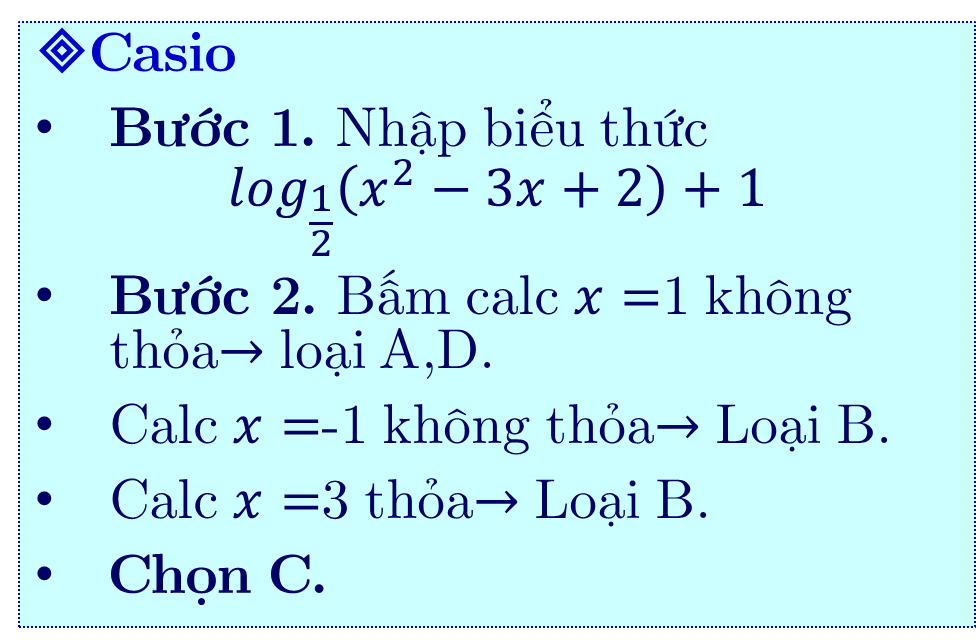 Casio
• Bước 1. Nhập biểu thức
log_{\frac{1}{2}}(x^2 − 3x + 2) + 1
• Bước 2. Bấm calc x =1 không
thỏa→ loại A,D.
• Calc x =-1 không thỏa→ Loại B.
• Calc x =3 thỏa→ Loại B.
• Chọn C.